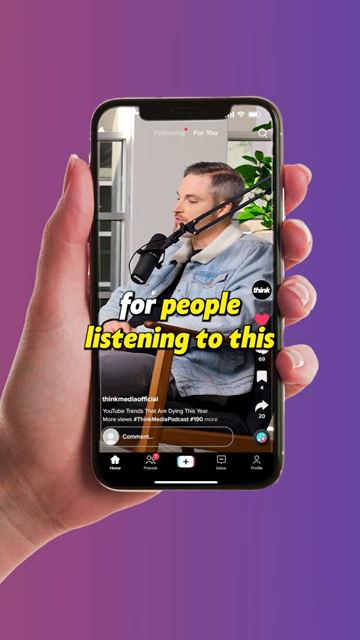 Following For You
think
for people
listening to this
69
4
20
thinkmediaofficial
YouTube Trends That Are Dying This Year
More views #ThinkMediaPodcast #190 more
Comment...
7
Home Friends Inbox Profile